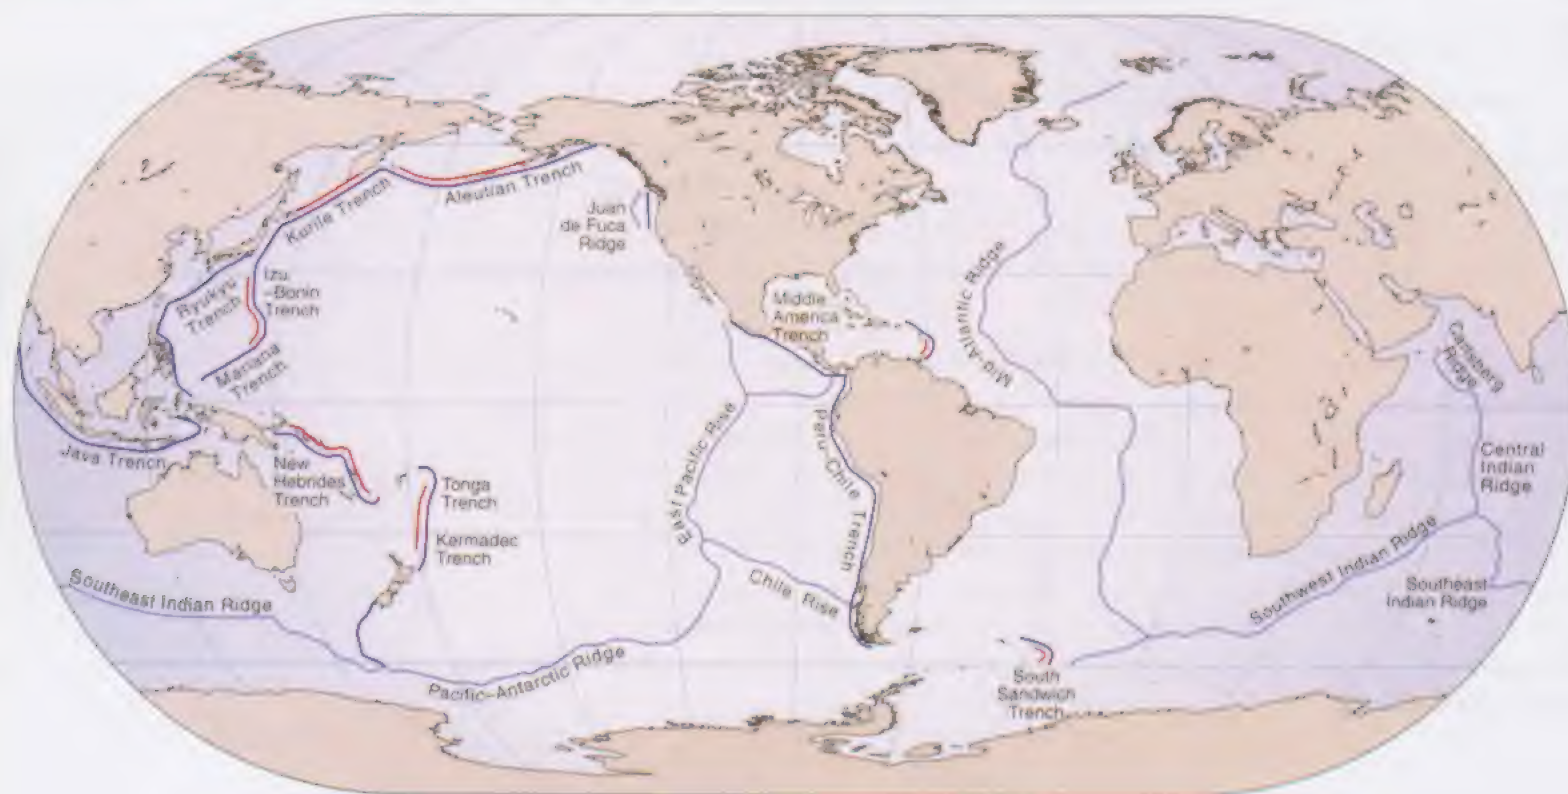 Aleutian Trench
Kurile Trench
Juan
de Fuca
Ridge
Izu
–Bonin
Trench
Ryukyu
Trench
Mariana
Trench
Middle
America
Trench
Mid-Atlantic Ridge
Carlsberg
Ridge
Java Trench
New
Hebrides
Trench
Tonga
Trench
Kermadec
Trench
East Pacific Rise
Peru-Chile Trench
Central
Indian
Ridge
Southeast Indian Ridge
Chile Rise
Southwest Indian Ridge
Southeast
Indian Ridge
Pacific–Antarctic Ridge
South
Sandwich
Trench